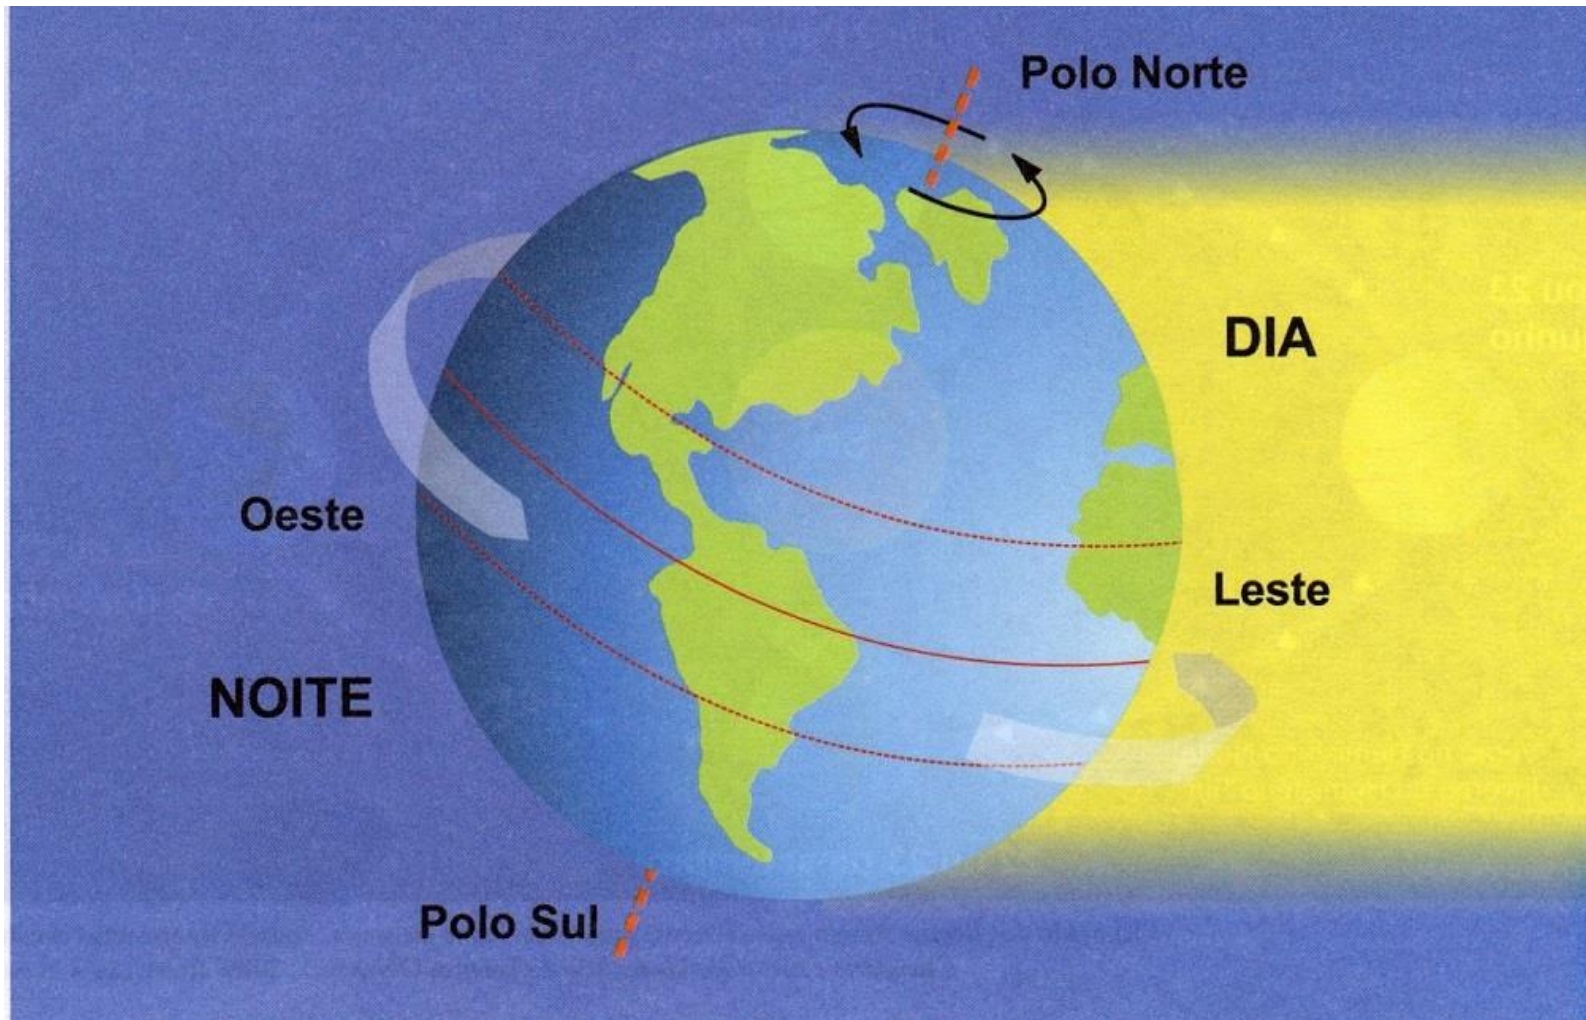 Polo Norte
DIA
Oeste
Leste
NOITE
Polo Sul